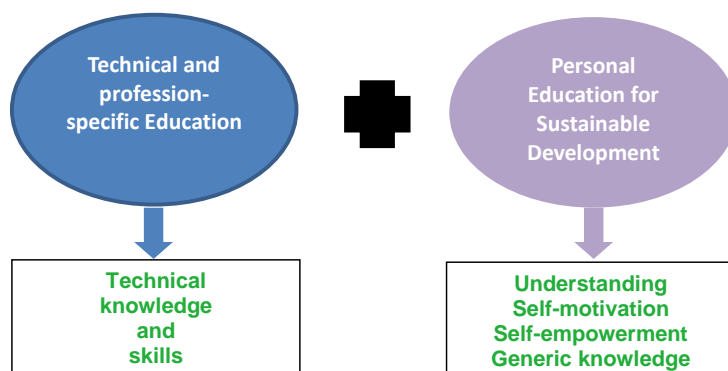 Technical and
profession-
specific Education
Personal
Education for
Sustainable
Development
Technical
knowledge
and
skills
Understanding
Self-motivation
Self-empowerment
Generic knowledge